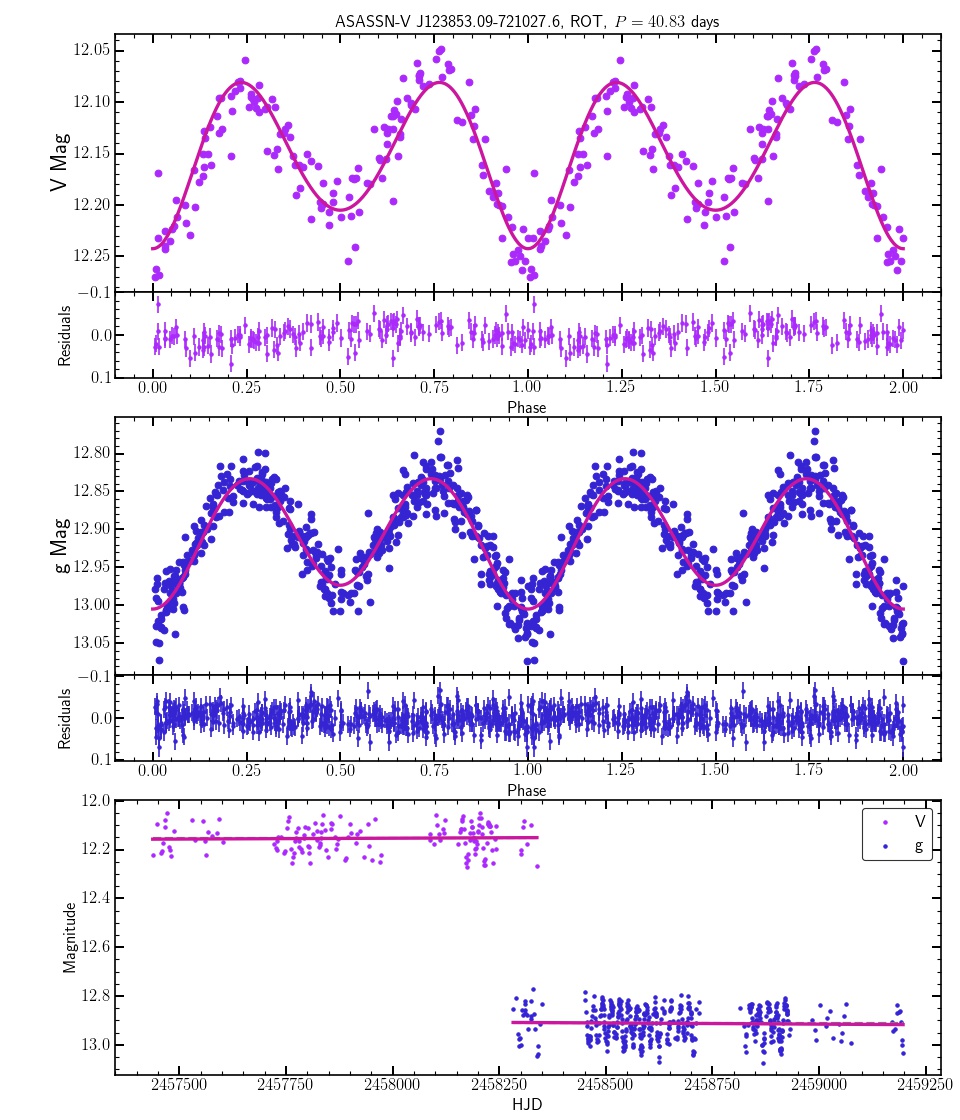 ASASSN-V J123853.09-721027.6, ROT, P = 40.83 days
V Mag
12.05
12.10
12.15
12.20
12.25
Residuals
−0.1
0.0
0.1
0.00 0.25 0.50 0.75 1.00 1.25 1.50 1.75 2.00
Phase
g Mag
12.80
12.85
12.90
12.95
13.00
13.05
Residuals
−0.1
0.0
0.1
0.00 0.25 0.50 0.75 1.00 1.25 1.50 1.75 2.00
Phase
Magnitude
12.0
12.2
12.4
12.6
12.8
13.0
V
g
2457500 2457750 2458000 2458250 2458500 2458750 2459000 2459250
HJD